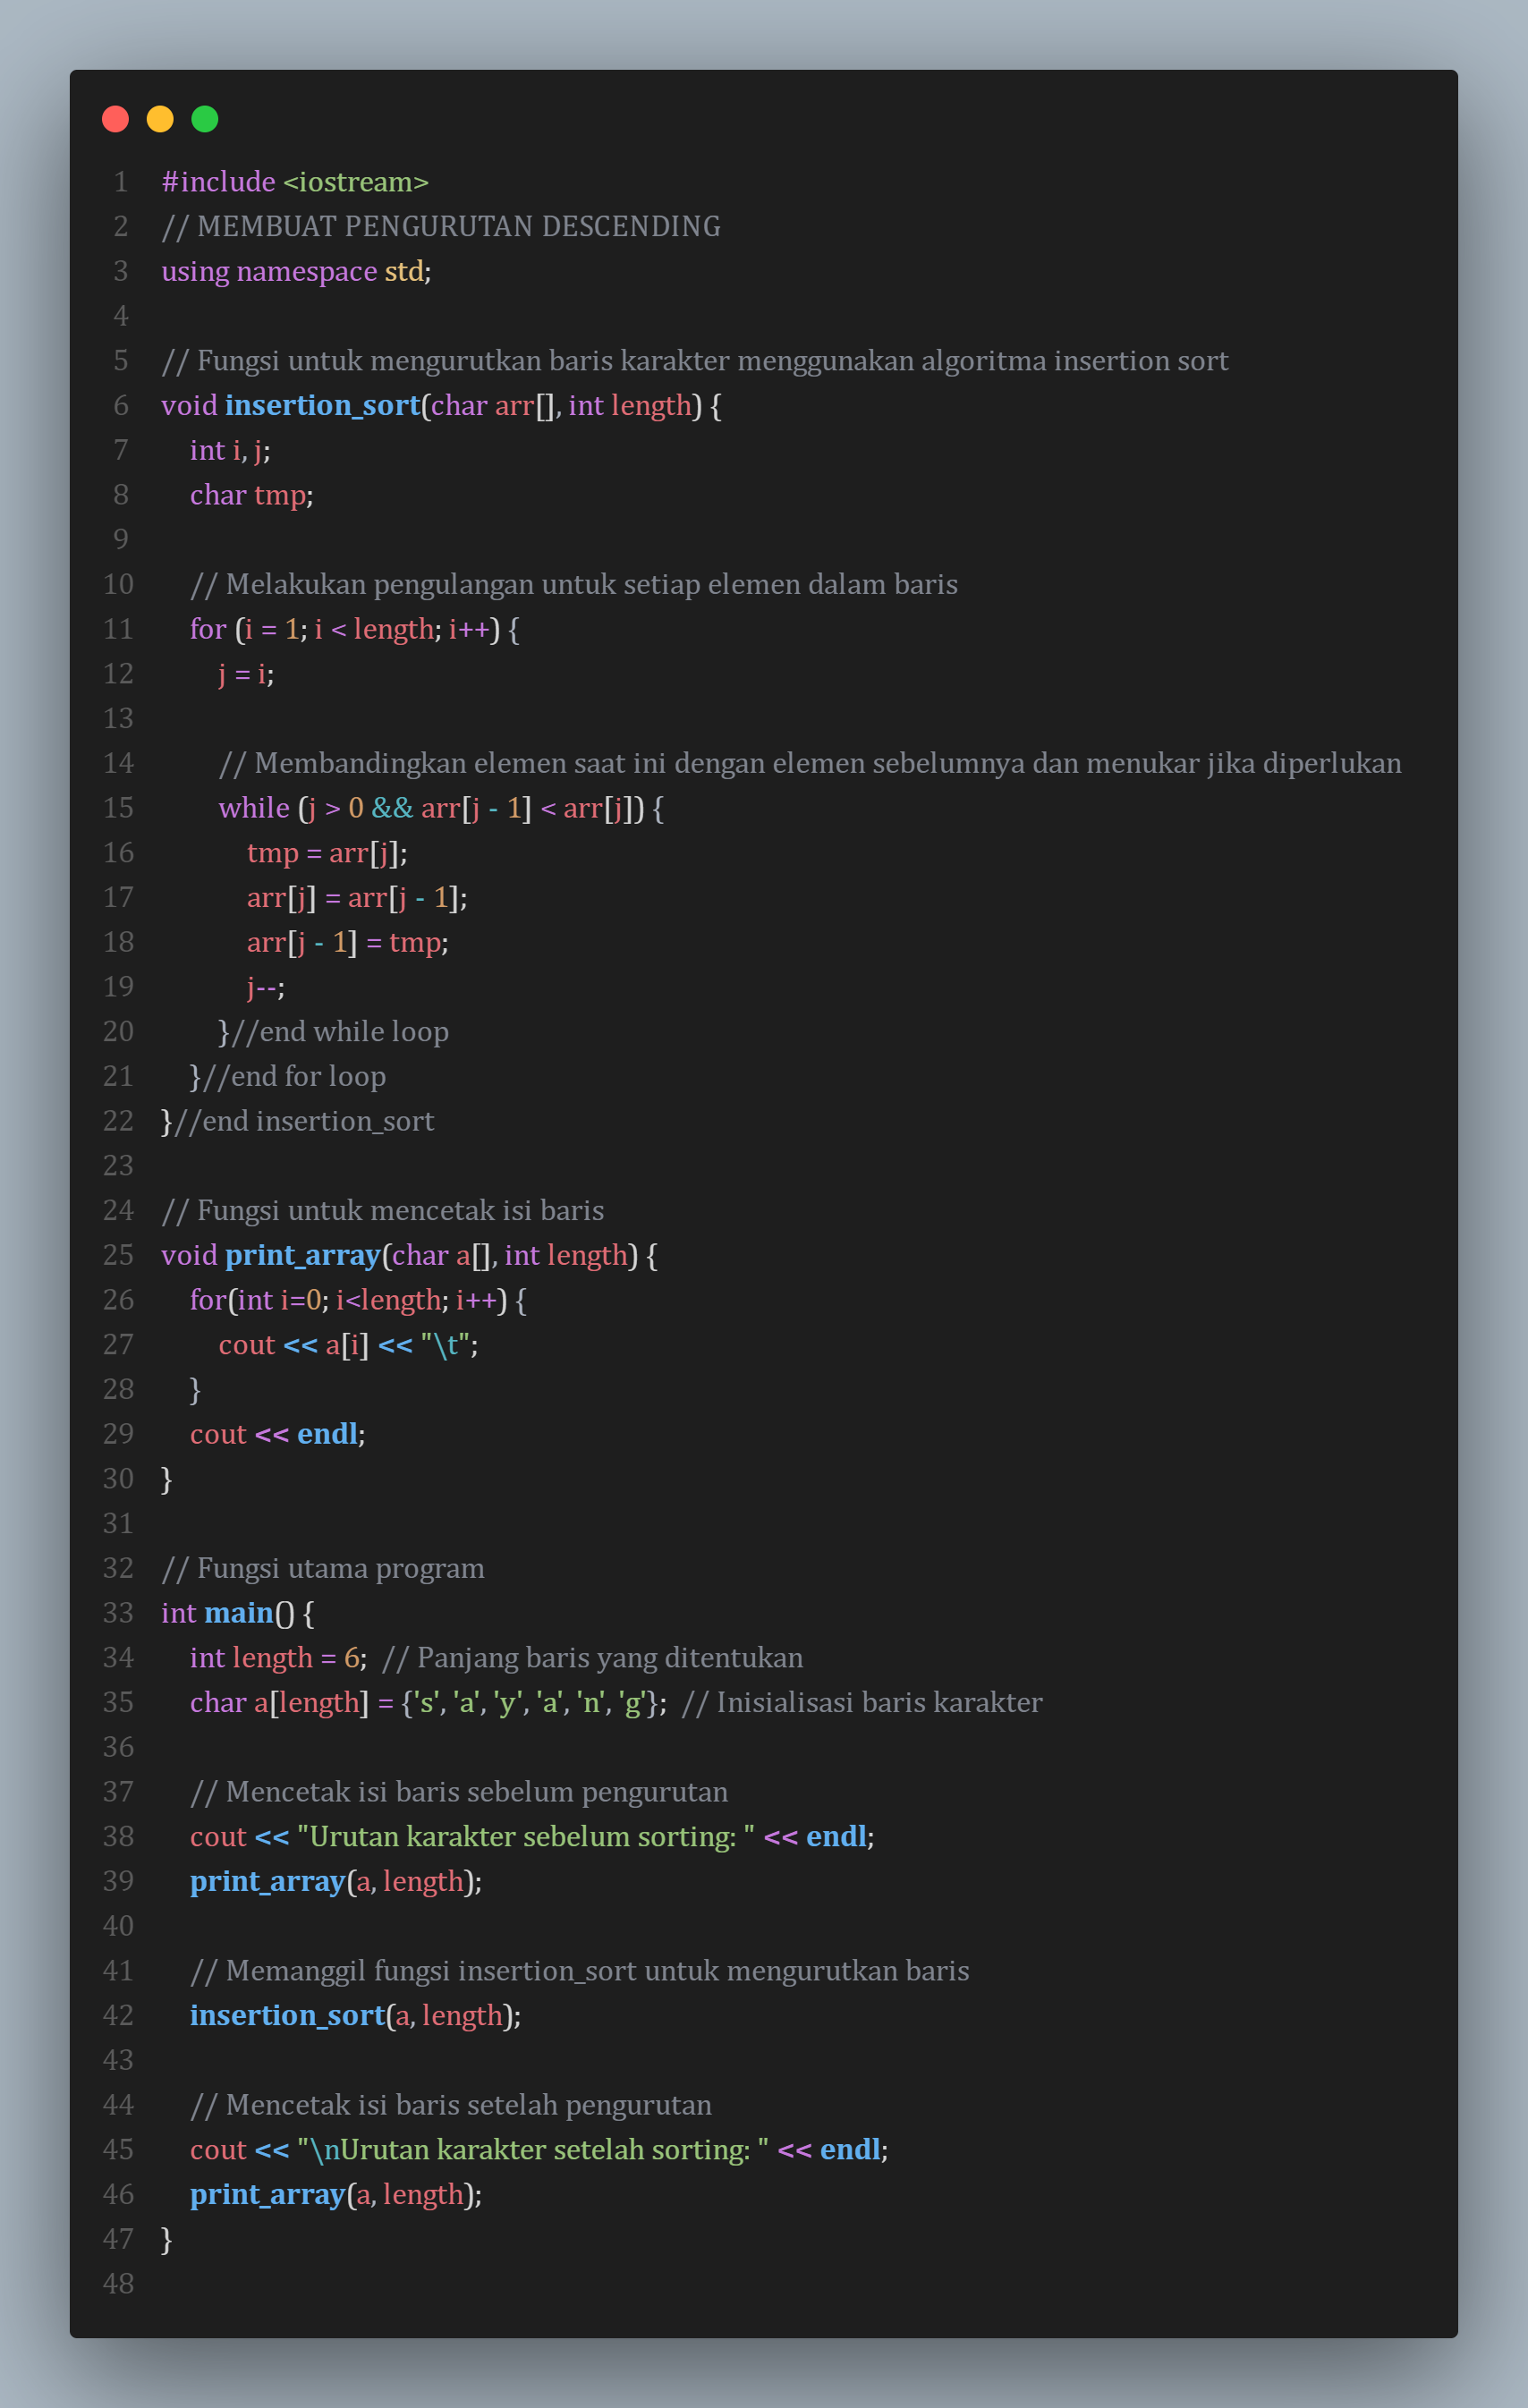 1 #include <iostream>
2 // MEMBUAT PENGURUTAN DESCENDING
3 using namespace std;
4
5 // Fungsi untuk mengurutkan baris karakter menggunakan algoritma insertion sort
6 void insertion_sort(char arr[], int length) {
7     int i, j;
8     char tmp;
9
10     // Melakukan pengulangan untuk setiap elemen dalam baris
11     for (i = 1; i < length; i++) {
12         j = i;
13
14         // Membandingkan elemen saat ini dengan elemen sebelumnya dan menukar jika diperlukan
15         while (j > 0 && arr[j - 1] < arr[j]) {
16             tmp = arr[j];
17             arr[j] = arr[j - 1];
18             arr[j - 1] = tmp;
19             j--;
20         }//end while loop
21     }//end for loop
22 }//end insertion_sort
23
24 // Fungsi untuk mencetak isi baris
25 void print_array(char a[], int length) {
26     for(int i=0; i<length; i++) {
27         cout << a[i] << "\t";
28     }
29     cout << endl;
30 }
31
32 // Fungsi utama program
33 int main() {
34     int length = 6;  // Panjang baris yang ditentukan
35     char a[length] = {'s', 'a', 'y', 'a', 'n', 'g'};  // Inisialisasi baris karakter
36
37     // Mencetak isi baris sebelum pengurutan
38     cout << "Urutan karakter sebelum sorting: " << endl;
39     print_array(a, length);
40
41     // Memanggil fungsi insertion_sort untuk mengurutkan baris
42     insertion_sort(a, length);
43
44     // Mencetak isi baris setelah pengurutan
45     cout << "\nUrutan karakter setelah sorting: " << endl;
46     print_array(a, length);
47 }
48